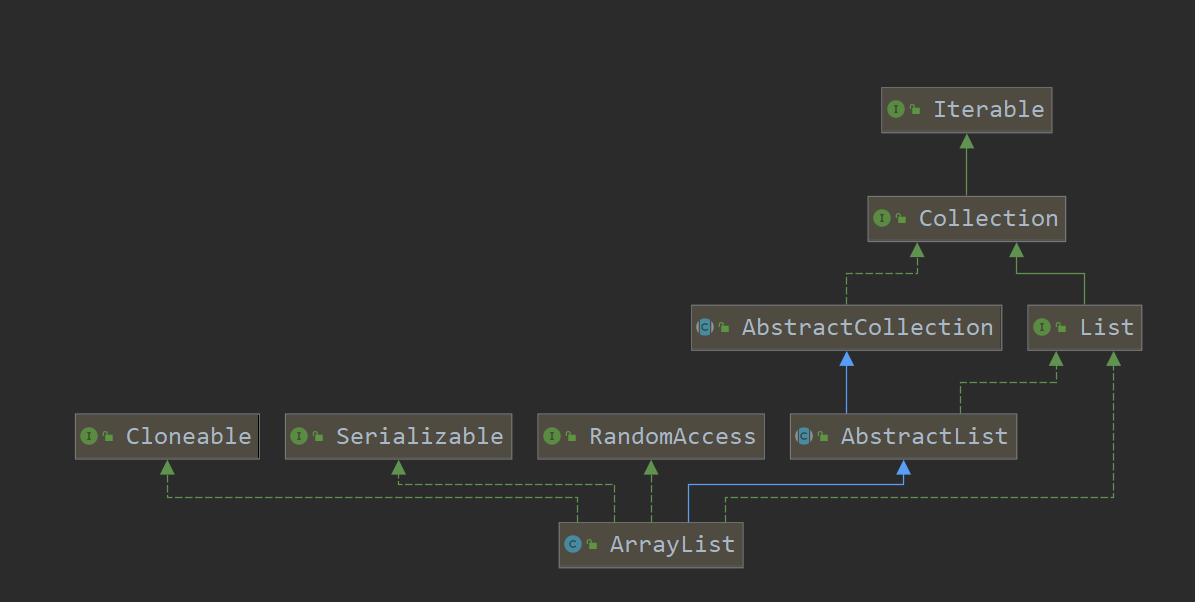 Iterable
Collection
AbstractCollection
List
Cloneable
Serializable
RandomAccess
AbstractList
ArrayList